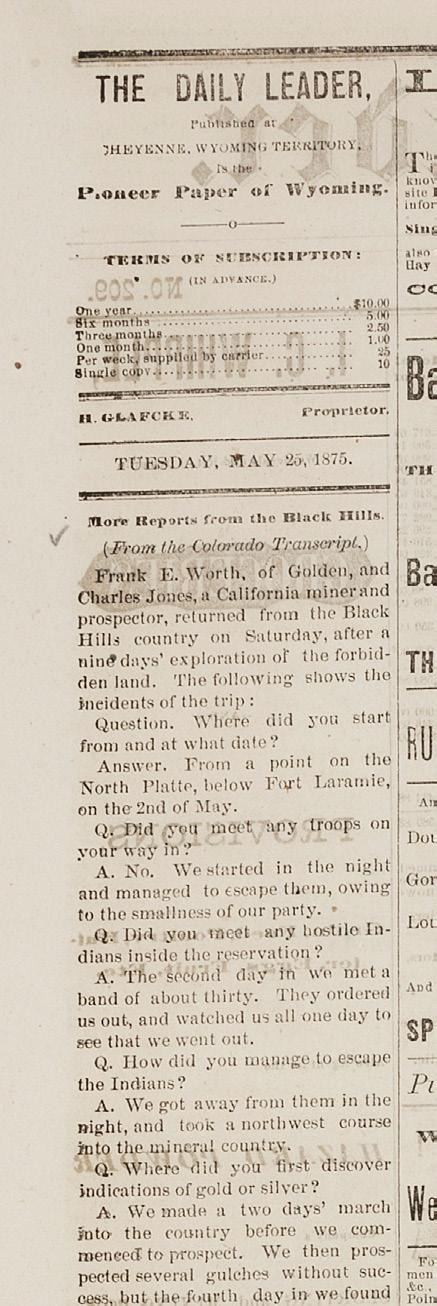 THE DAILY LEADER,
Published at
CHEYENNE, WYOMING TERRITORY,
Is the
Pioneer Paper of Wyoming.
TERMS OF SUBSCRIPTION:
(IN ADVANCE.)
One year........................$10.00
Six months ........................ 5.00
Three months........................ 2.50
One month........................ 1.00
Per week, supplied by carrier............... 25
Single copy........................ 10
H. GLAFCKE, Proprietor.
TUESDAY, MAY 25, 1875.
More Reports from the Black Hills.
(From the Colorado Transcript.)
Frank E. Worth, of Golden, and
Charles Jones, a California miner and
prospector, returned from the Black
Hills country on Saturday, after a
nine days' exploration of the forbid-
den land. The following shows the
incidents of the trip:
Question. Where did you start
from and at what date?
Answer. From a point on the
North Platte, below Fort Laramie,
on the 2nd of May.
Q. Did you meet any troops on
your way in?
A. No. We started in the night
and managed to escape them, owing
to the smallness of our party.
Q. Did you meet any hostile In-
dians inside the reservation?
A. The second day in we met a
band of about thirty. They ordered
us out, and watched us all one day to
see that we went out.
Q. How did you manage to escape
the Indians?
A. We got away from them in the
night, and took a northwest course
into the mineral country.
Q. Where did you first discover
indications of gold or silver?
A. We made a two days' march
into the country before we com-
menced to prospect. We then pros-
pected several gulches without suc-
cess, but the fourth day in we found